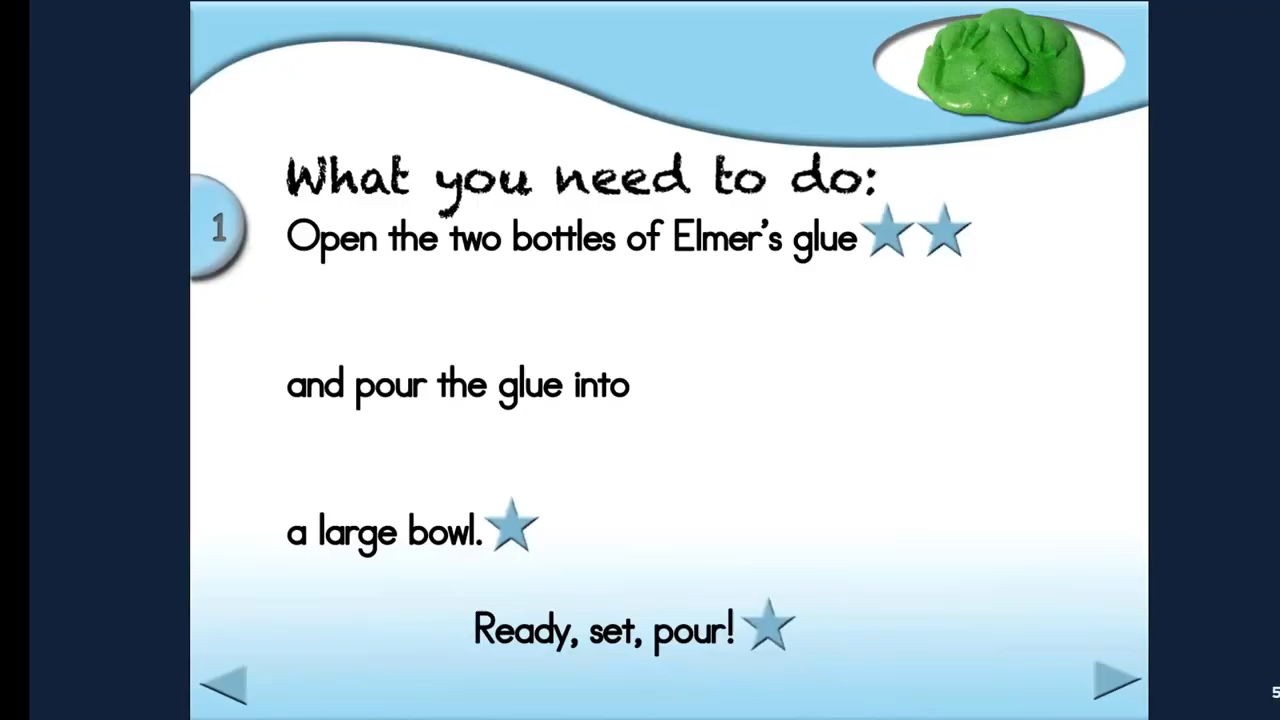 What you need to do:
1
Open the two bottles of Elmer's glue
and pour the glue into
a large bowl.
Ready, set, pour!
5